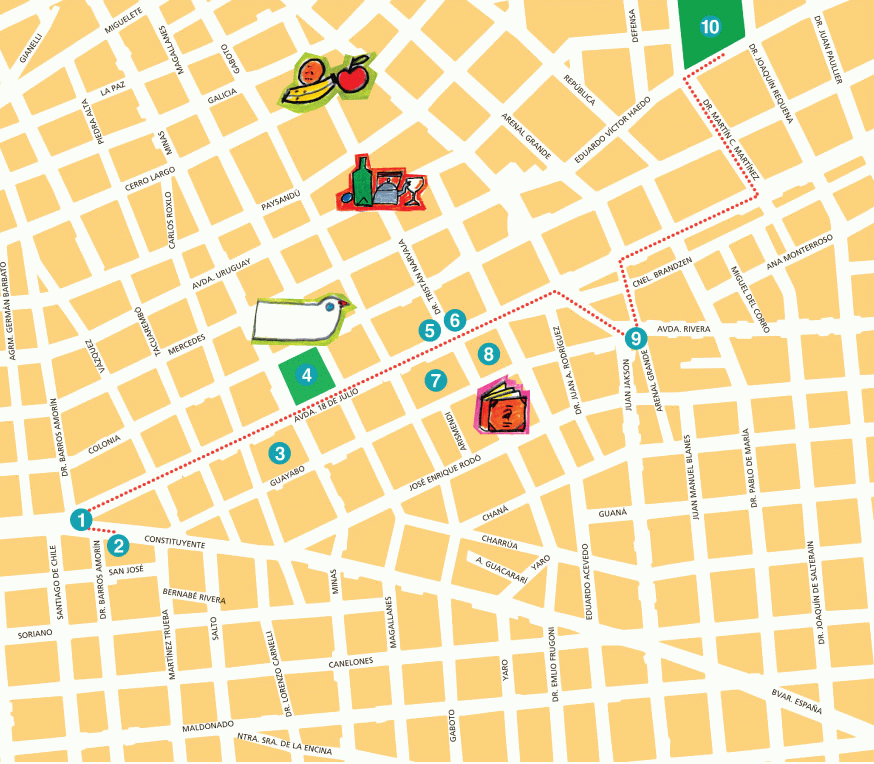 MIGUELETE
GIANELLI
MAGALLANES
GABOTO
DEFENSA
10
DR. JUAN PAULLIER
DR. JOAQUÍN REQUENA
LA PAZ
GALICIA
PEDRA ALTA
REPÚBLICA
EDUARDO VÍCTOR HAEDO
ARENAL GRANDE
DR. MARTÍN C. MARTÍNEZ
MINAS
CERRO LARGO
CARLOS ROXLO
PAYSANDÚ
DR. TRISTÁN NARVAJA
AVDA. URUGUAY
CNEL. BRANDZEN
ANA MONTERROSO
MIGUEL DEL CORRO
AGRM. GERMÁN BARBATO
TACUAREMBO
MERCEDES
VÁZQUEZ
5
6
9
AVDA. RIVERA
8
7
4
DR. JUAN A. RODRÍGUEZ
JUAN JAKSON
ARENAL GRANDE
AVDA. 18 DE JULIO
DR. BARROS AMORÍN
COLONIA
3
GUAYABO
ARISMENDI
JOSÉ ENRIQUE RODÓ
JUAN MANUEL BLANES
DR. PABLO DE MARÍA
1
2
CONSTITUYENTE
CHANÁ
GUANÁ
CHARRÚA
A. GUACARARÍ
YARO
SANTIAGO DE CHILE
DR. BARROS AMORÍN
SAN JOSÉ
BERNABÉ RIVERA
MINAS
MAGALLANES
EDUARDO ACEVEDO
DR. JOAQUÍN DE SALTERAIN
SORIANO
MARTÍNEZ TRUEBA
SALTO
DR. LORENZO CARNELLI
CANELONES
YARO
DR. EMILIO FRUGONI
GABOTO
BVAR. ESPAÑA
MALDONADO
NTRA. SRA. DE LA ENCINA